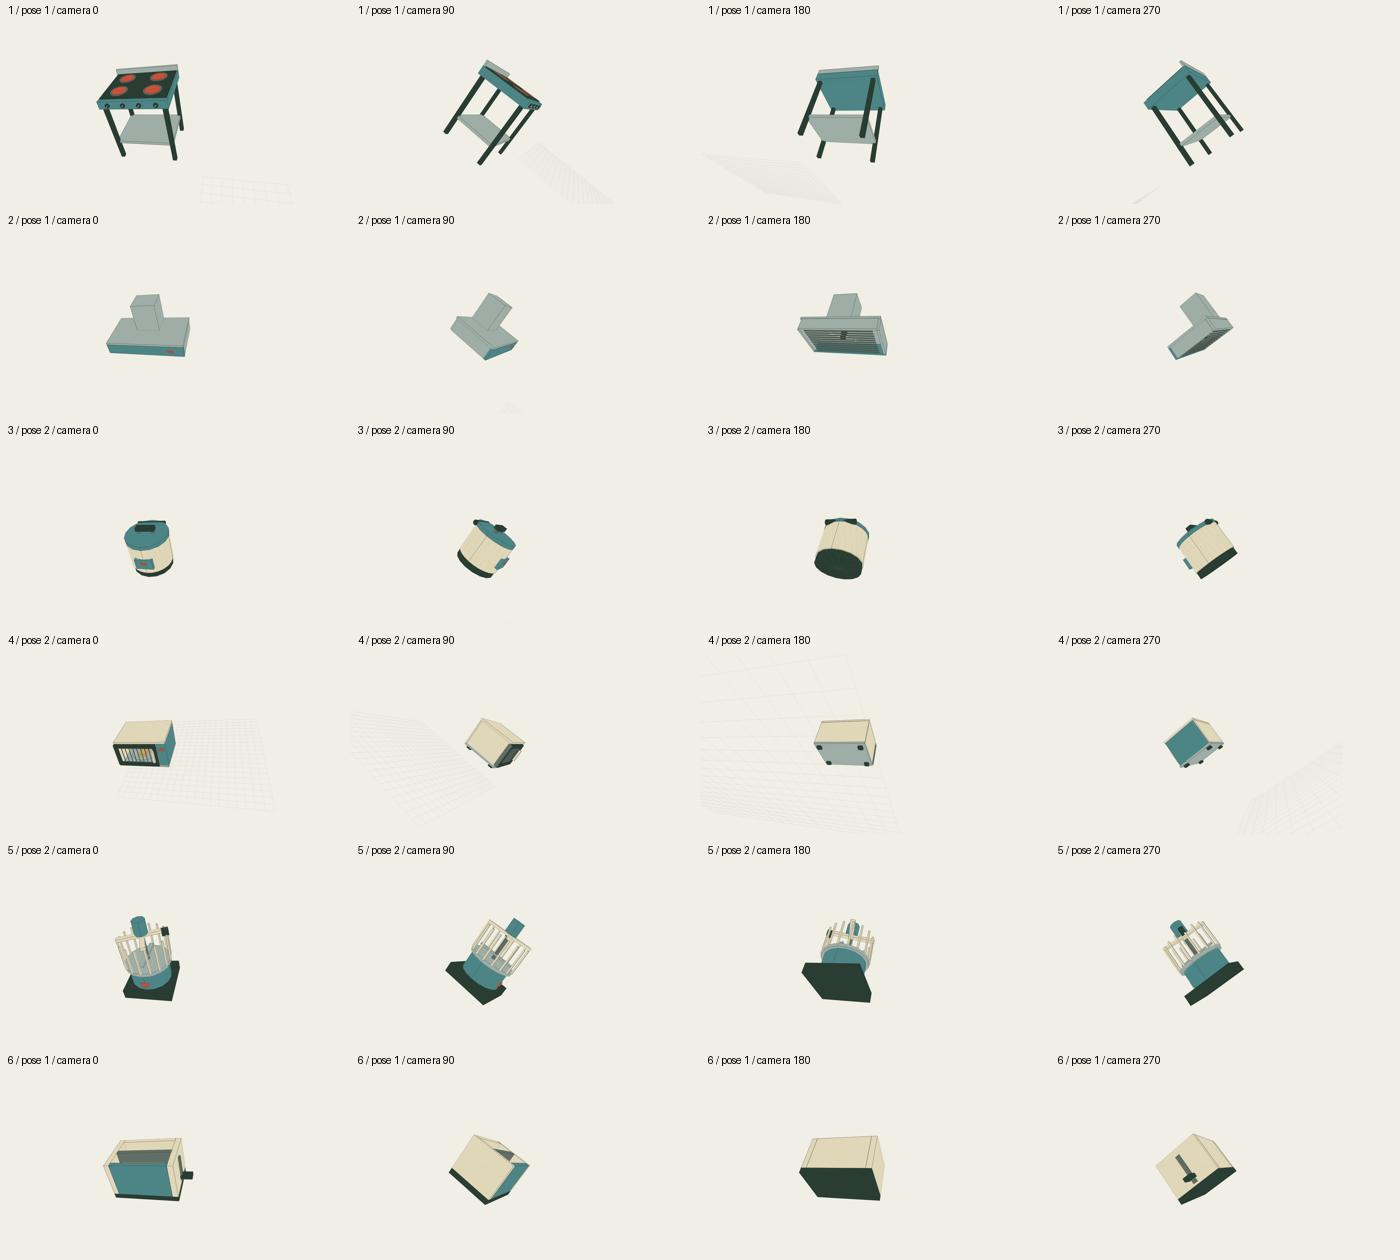 1 / pose 1 / camera 0
1 / pose 1 / camera 90
1 / pose 1 / camera 180
1 / pose 1 / camera 270
2 / pose 1 / camera 0
2 / pose 1 / camera 90
2 / pose 1 / camera 180
2 / pose 1 / camera 270
3 / pose 2 / camera 0
3 / pose 2 / camera 90
3 / pose 2 / camera 180
3 / pose 2 / camera 270
4 / pose 2 / camera 0
4 / pose 2 / camera 90
4 / pose 2 / camera 180
4 / pose 2 / camera 270
5 / pose 2 / camera 0
5 / pose 2 / camera 90
5 / pose 2 / camera 180
5 / pose 2 / camera 270
6 / pose 1 / camera 0
6 / pose 1 / camera 90
6 / pose 1 / camera 180
6 / pose 1 / camera 270